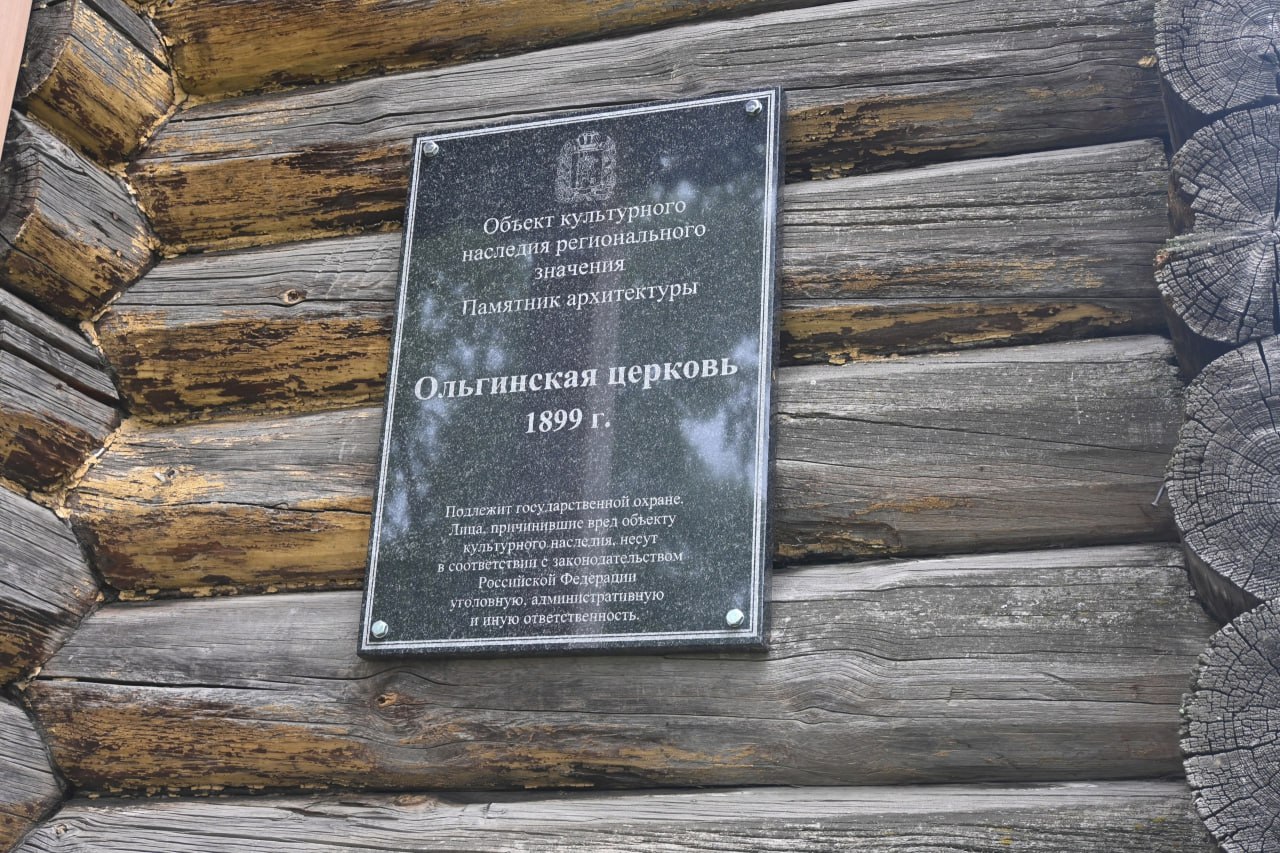 Объект культурного
наследия регионального
значения
Памятник архитектуры
Ольгинская церковь
1899 г.
Подлежит государственной охране.
Лица, причинившие вред объекту
культурного наследия, несут
в соответствии с законодательством
Российской Федерации
уголовную, административную
и иную ответственность.